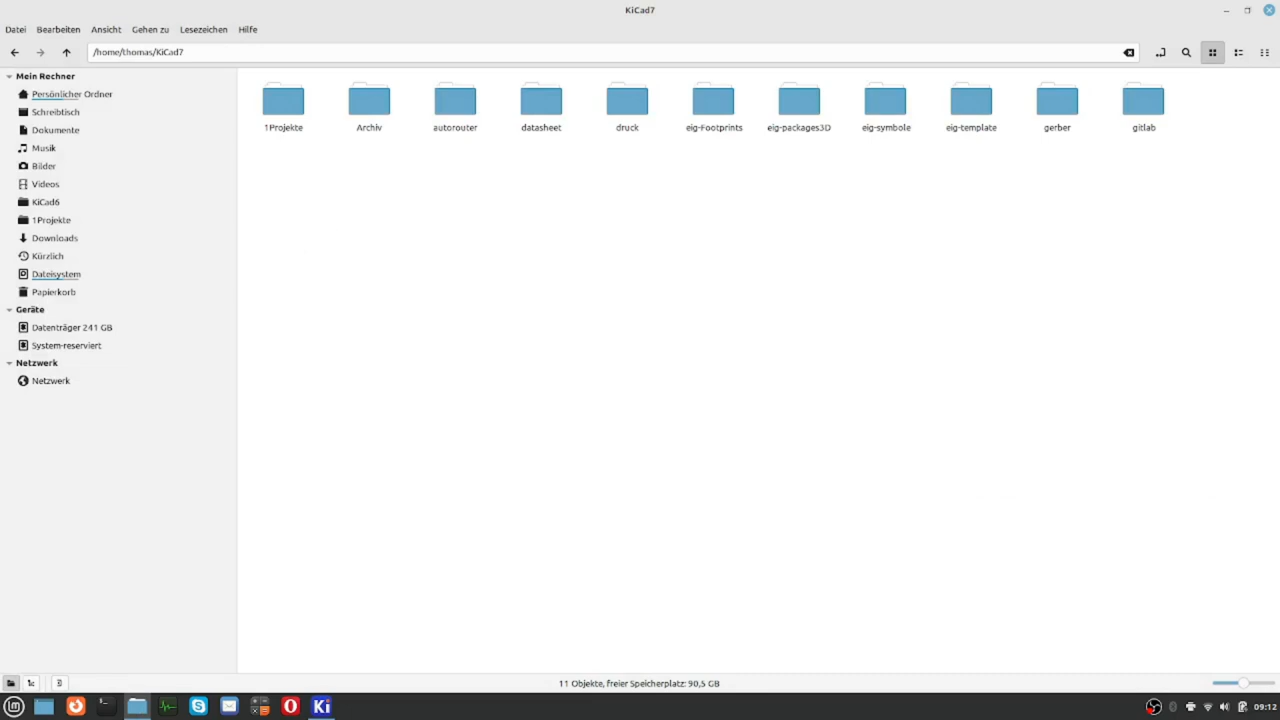 KiCad7
Datei Bearbeiten Ansicht Gehen zu Lesezeichen Hilfe
/home/thomas/KiCad7
Mein Rechner
Persönlicher Ordner
Schreibtisch
Dokumente
Musik
Bilder
Videos
KiCad6
1Projekte
Downloads
Kürzlich
Dateisystem
Papierkorb
Geräte
Datenträger 241 GB
System-reserviert
Netzwerk
Netzwerk
1Projekte Archiv autorouter datasheet druck eig-Footprints eig-packages3D eig-symbole eig-template gerber gitlab
11 Objekte, freier Speicherplatz: 90,5 GB
Ki
09:12